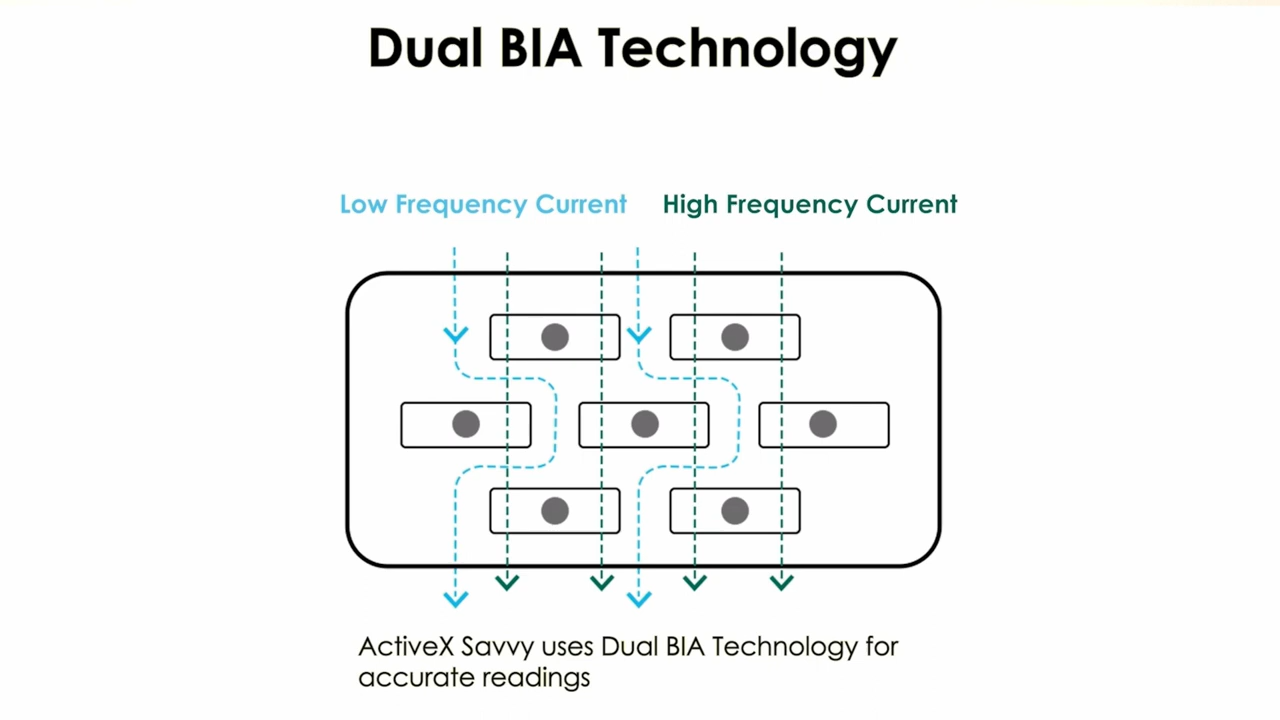 Dual BIA Technology
Low Frequency Current
High Frequency Current
ActiveX Savvy uses Dual BIA Technology for
accurate readings